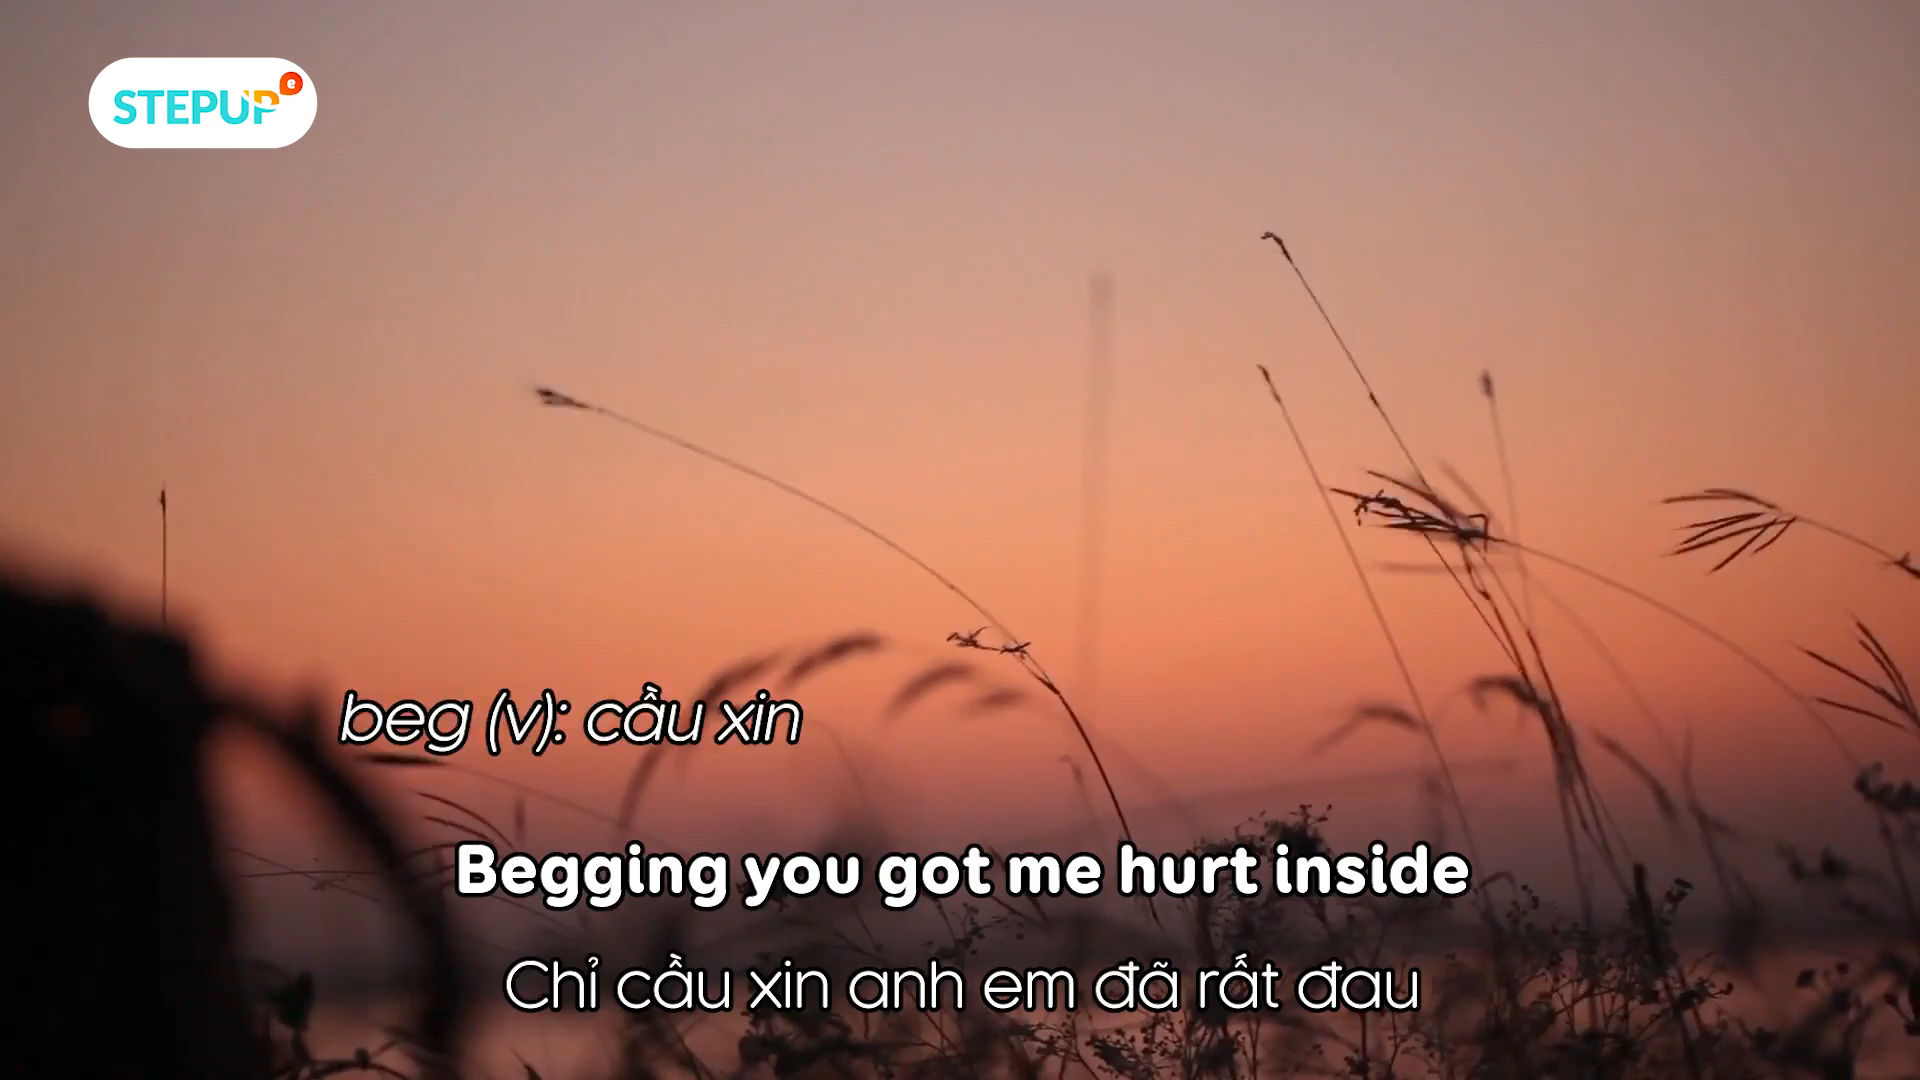 STEPUP e
beg (v): cầu xin
Begging you got me hurt inside
Chỉ cầu xin anh em đã rất đau